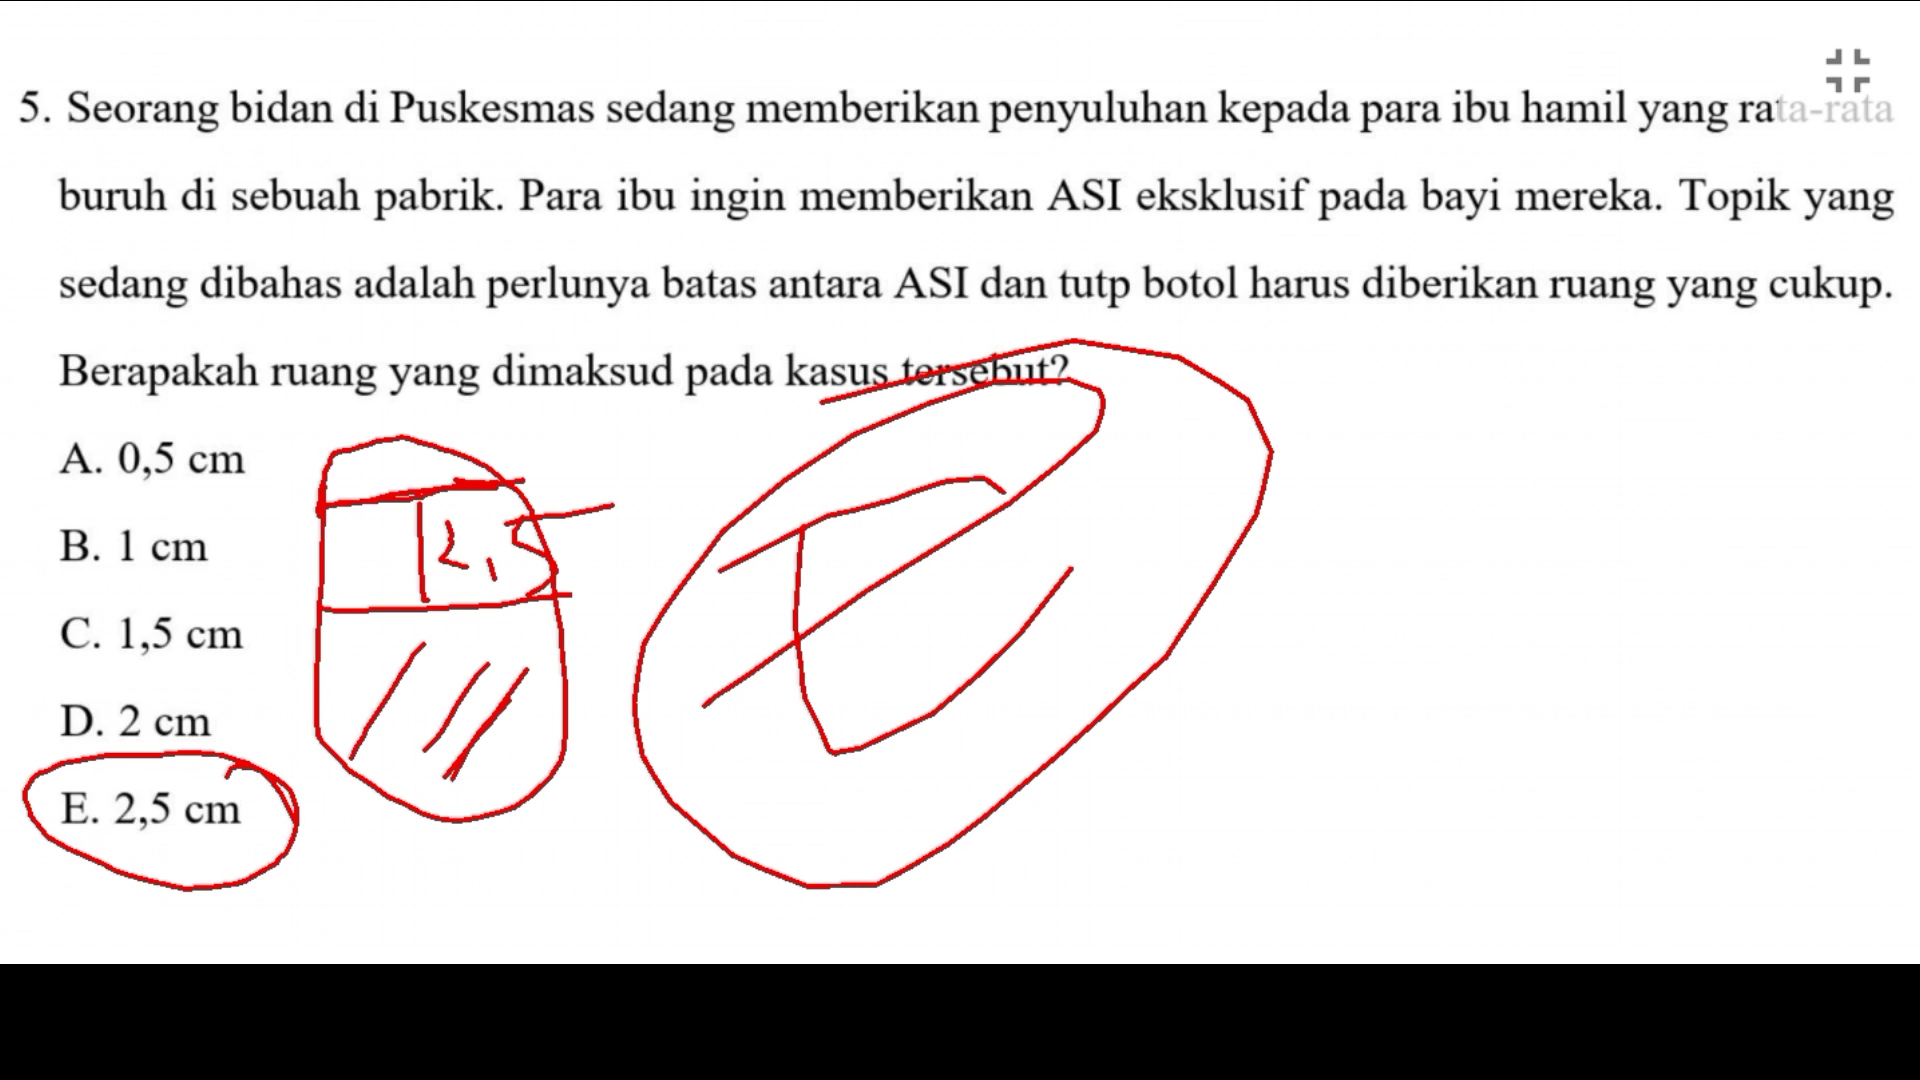 5. Seorang bidan di Puskesmas sedang memberikan penyuluhan kepada para ibu hamil yang rata-rata
buruh di sebuah pabrik. Para ibu ingin memberikan ASI eksklusif pada bayi mereka. Topik yang
sedang dibahas adalah perlunya batas antara ASI dan tutp botol harus diberikan ruang yang cukup.
Berapakah ruang yang dimaksud pada kasus tersebut?
A. 0,5 cm
B. 1 cm
C. 1,5 cm
D. 2 cm
E. 2,5 cm
2,5